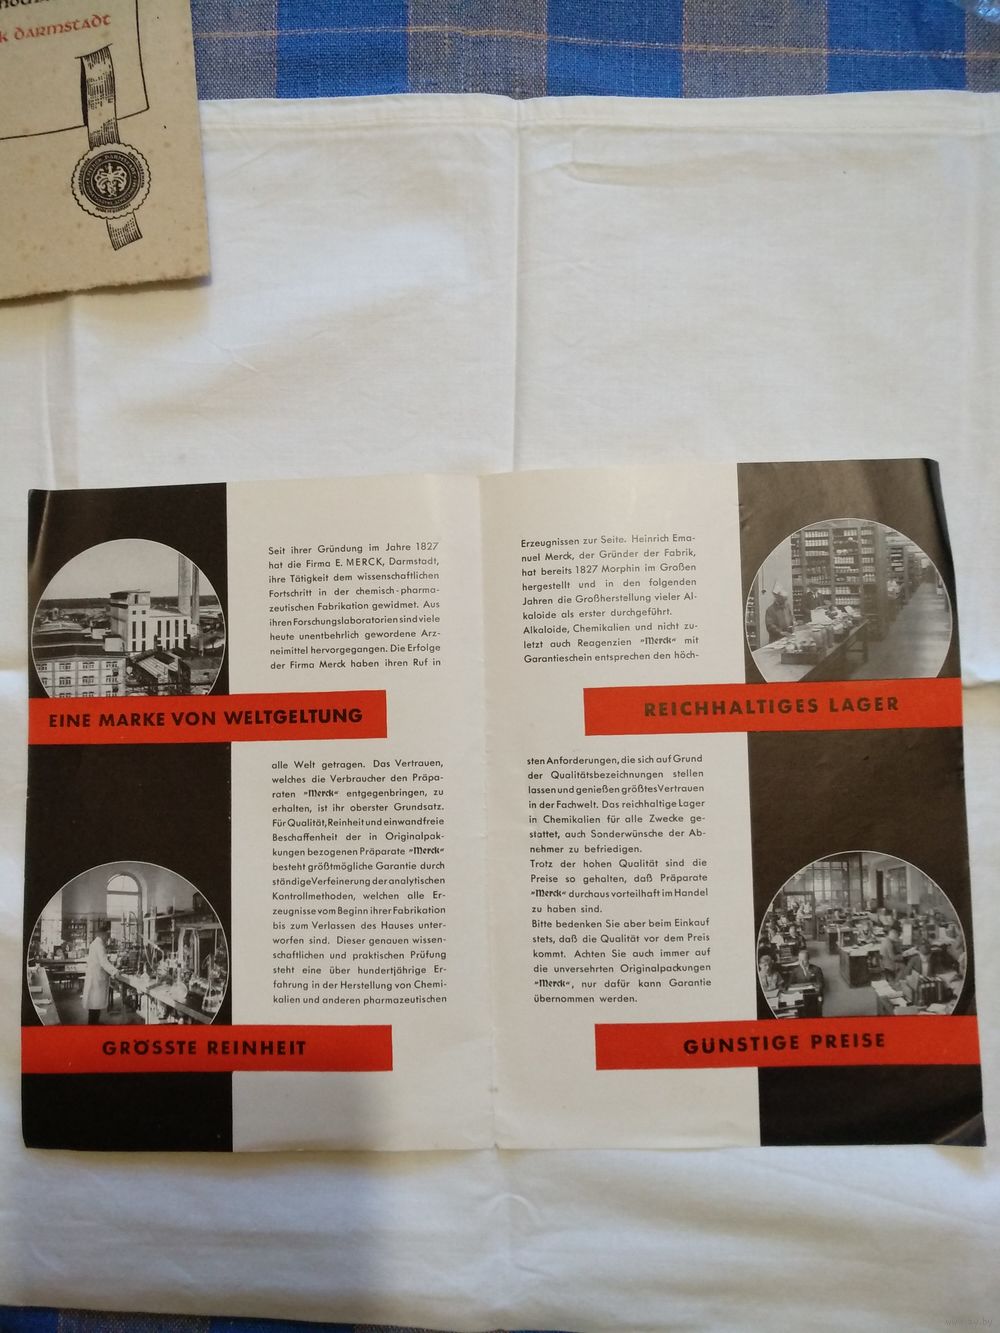 K DARMSTADT
Seit ihrer Gründung im Jahre 1827
hat die Firma E. MERCK, Darmstadt,
ihre Tätigkeit dem wissenschaftlichen
Fortschritt in der chemisch-pharma-
zeutischen Fabrikation gewidmet. Aus
ihren Forschungslaboratorien sind viele
heute unentbehrlich gewordene Arz-
neimittel hervorgegangen. Die Erfolge
der Firma Merck haben ihren Ruf in
EINE MARKE VON WELTGELTUNG
alle Welt getragen. Das Vertrauen,
welches die Verbraucher den Präpa-
raten »Merck« entgegenbringen, zu
erhalten, ist ihr oberster Grundsatz.
Für Qualität, Reinheit und einwandfreie
Beschaffenheit der in Originalpak-
kungen bezogenen Präparate »Merck«
besteht größtmögliche Garantie durch
ständige Verfeinerung der analytischen
Kontrollmethoden, welchen alle Er-
zeugnisse vom Beginn ihrer Fabrikation
bis zum Verlassen des Hauses unter-
worfen sind. Dieser genauen wissen-
schaftlichen und praktischen Prüfung
steht eine über hundertjährige Er-
fahrung in der Herstellung von Chemi-
kalien und anderen pharmazeutischen
GRÖSSTE REINHEIT
Erzeugnissen zur Seite. Heinrich Ema-
nuel Merck, der Gründer der Fabrik,
hat bereits 1827 Morphin im Großen
hergestellt und in den folgenden
Jahren die Großherstellung vieler Al-
kaloide als erster durchgeführt.
Alkaloide, Chemikalien und nicht zu-
letzt auch Reagenzien »Merck« mit
Garantieschein entsprechen den höch-
REICHHALTIGES LAGER
sten Anforderungen, die sich auf Grund
der Qualitätsbezeichnungen stellen
lassen und genießen größtes Vertrauen
in der Fachwelt. Das reichhaltige Lager
in Chemikalien für alle Zwecke ge-
stattet, auch Sonderwünsche der Ab-
nehmer zu befriedigen.
Trotz der hohen Qualität sind die
Preise so gehalten, daß Präparate
»Merck« durchaus vorteilhaft im Handel
zu haben sind.
Bitte bedenken Sie aber beim Einkauf
stets, daß die Qualität vor dem Preis
kommt. Achten Sie auch immer auf
die unversehrten Originalpackungen
»Merck«, nur dafür kann Garantie
übernommen werden.
GÜNSTIGE PREISE